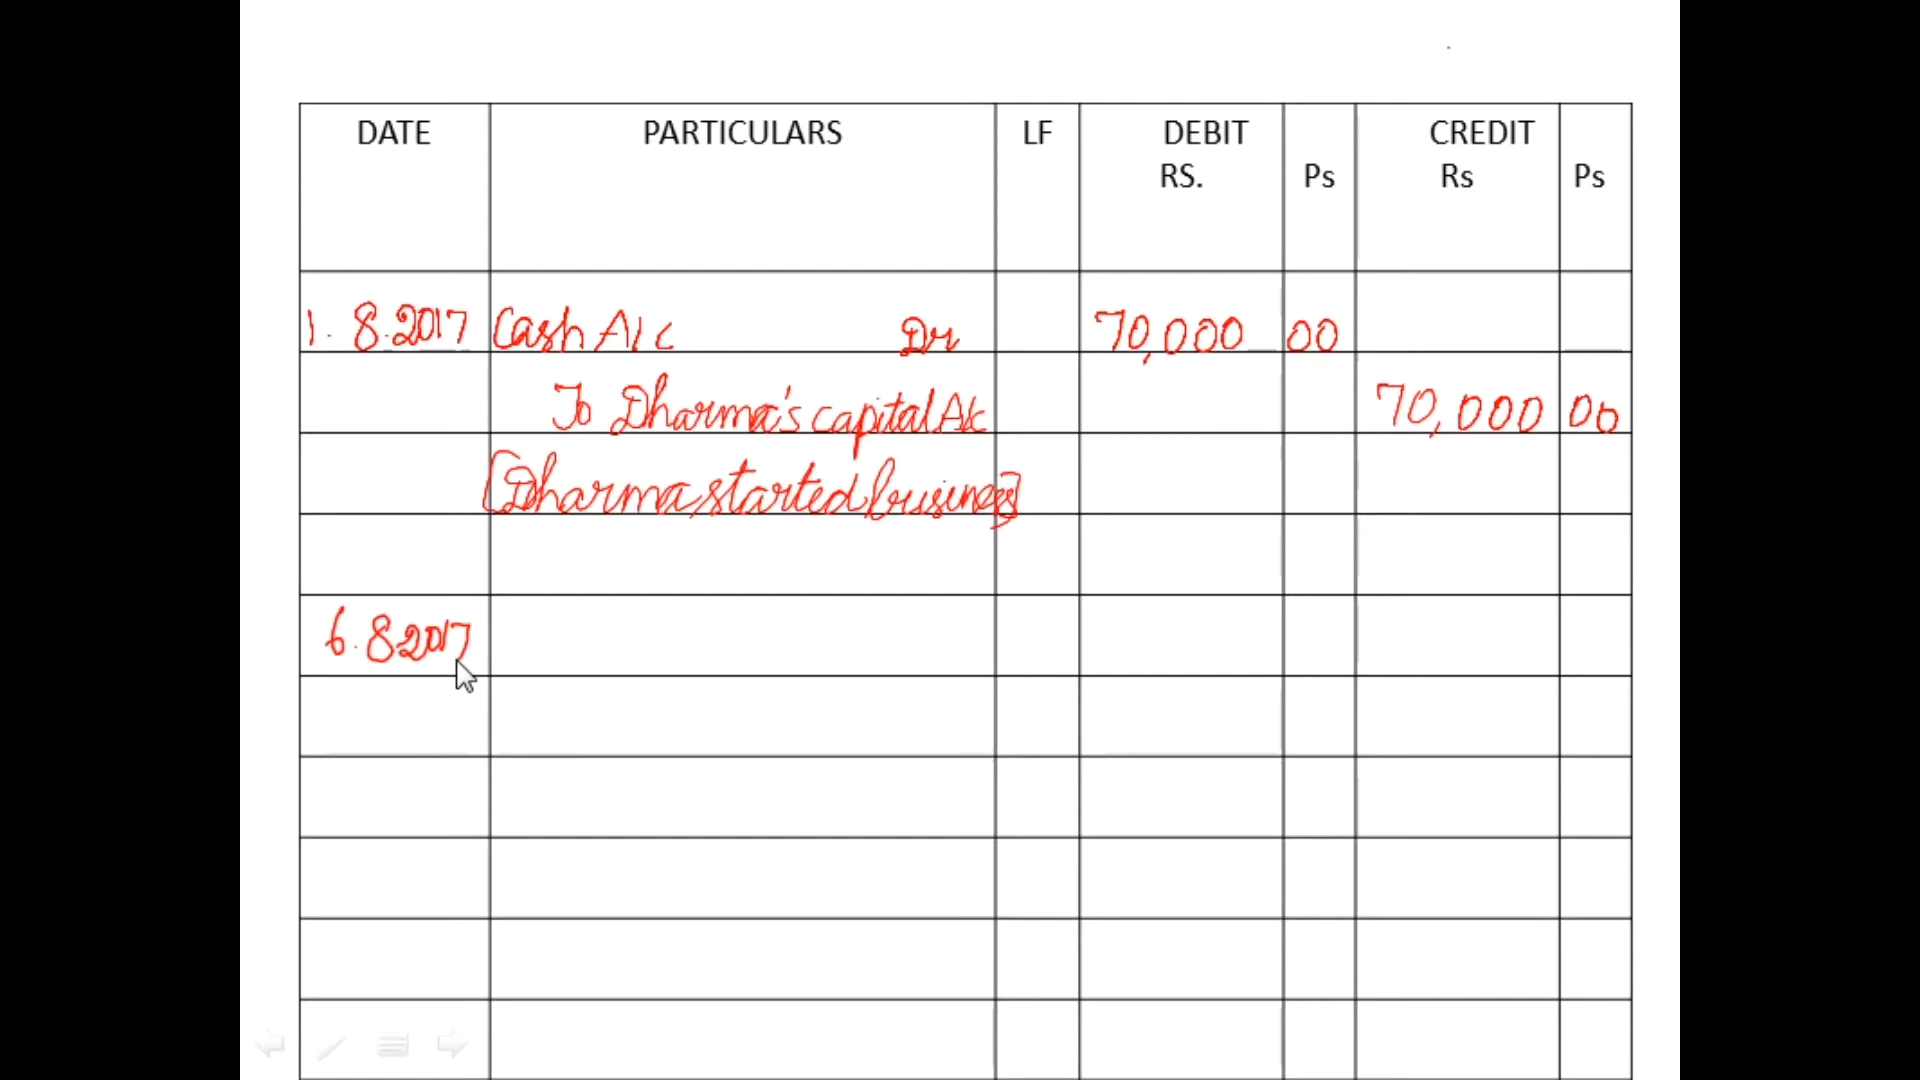 DATE PARTICULARS LF DEBIT CREDIT
RS. Ps Rs Ps
1.8.2017 Cash A/c Dr 70,000 00
To Dharma's capital A/c 70,000 00
[Dharma started business]
6.8 2017